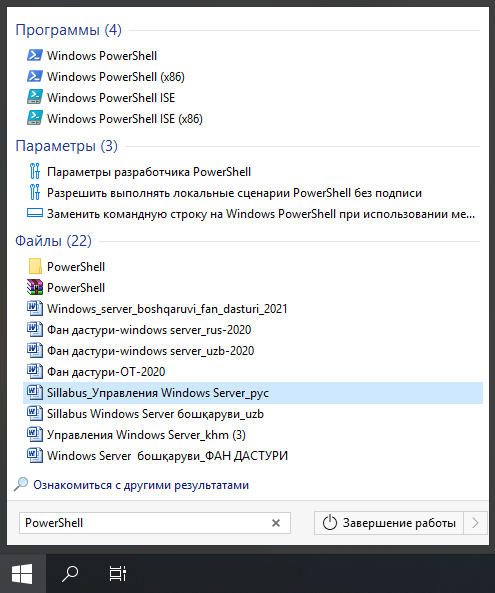 Программы (4)
Windows PowerShell
Windows PowerShell (x86)
Windows PowerShell ISE
Windows PowerShell ISE (x86)
Параметры (3)
Параметры разработчика PowerShell
Разрешить выполнять локальные сценарии PowerShell без подписи
Заменить командную строку на Windows PowerShell при использовании ме...
Файлы (22)
PowerShell
PowerShell
Windows_server_boshqaruvi_fan_dasturi_2021
Фан дастури-windows server_rus-2020
Фан дастури-windows server_uzb-2020
Фан дастури-ОТ-2020
Sillabus_Управления Windows Server_рус
Sillabus Windows Server бошқаруви_uzb
Управления Windows Server_khm (3)
Windows Server бошқаруви_ФАН ДАСТУРИ
Ознакомиться с другими результатами
PowerShell
Завершение работы